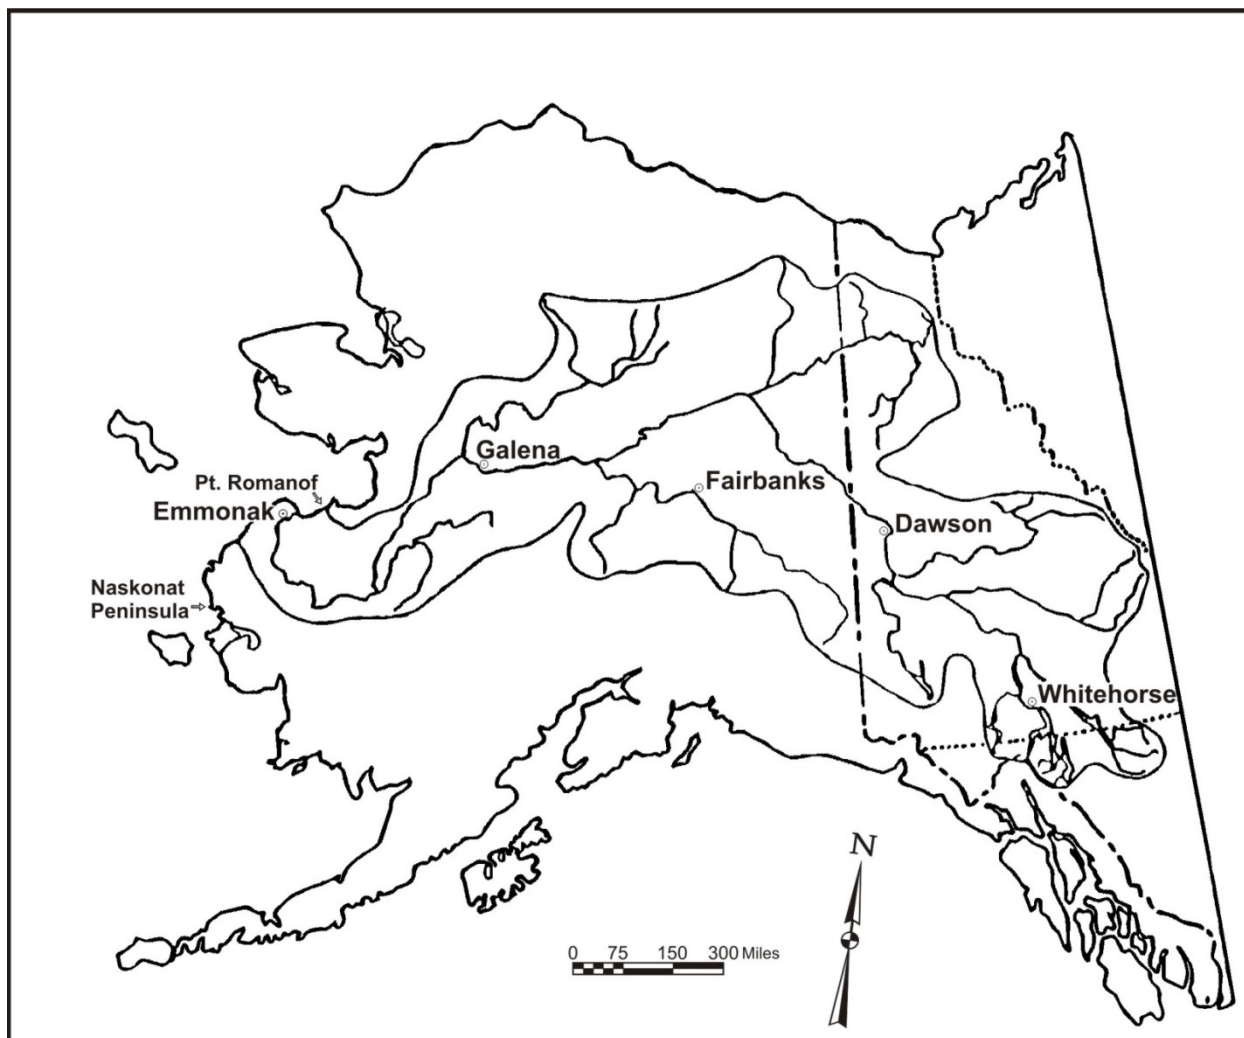 Galena
Pt. Romanof
Fairbanks
Emmonak
Dawson
Naskonat
Peninsula
Whitehorse
N
0 75 150 300 Miles